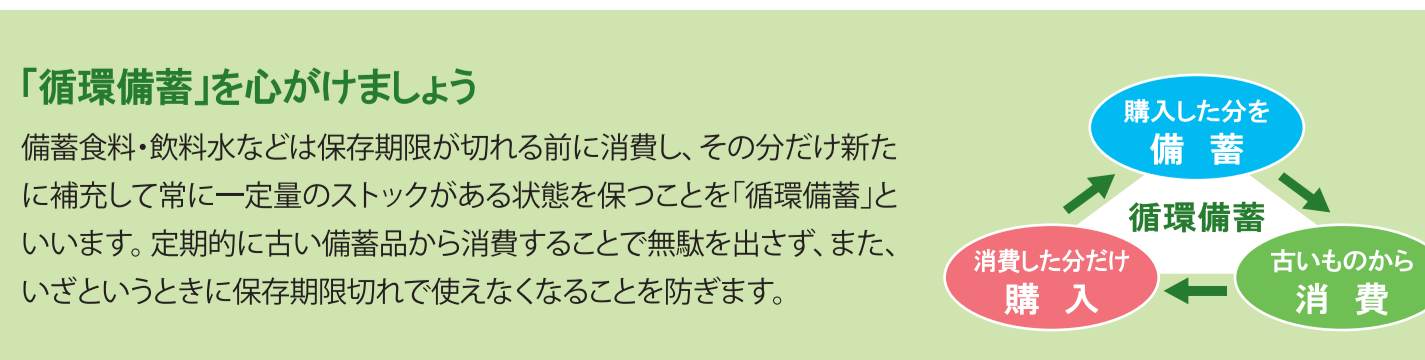 「循環備蓄」を心がけましょう
備蓄食料・飲料水などは保存期限が切れる前に消費し、その分だけ新た
に補充して常に一定量のストックがある状態を保つことを「循環備蓄」と
いいます。定期的に古い備蓄品から消費することで無駄を出さず、また、
いざというときに保存期限切れで使えなくなることを防ぎます。
購入した分を
備 蓄
循環備蓄
古いものから
消 費
消費した分だけ
購 入